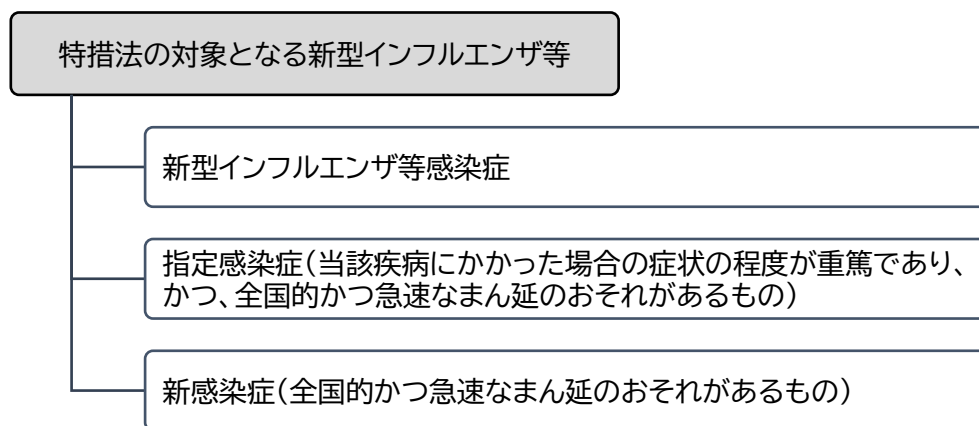 特措法の対象となる新型インフルエンザ等
新型インフルエンザ等感染症
指定感染症(当該疾病にかかった場合の症状の程度が重篤であり、
かつ、全国的かつ急速なまん延のおそれがあるもの)
新感染症(全国的かつ急速なまん延のおそれがあるもの)